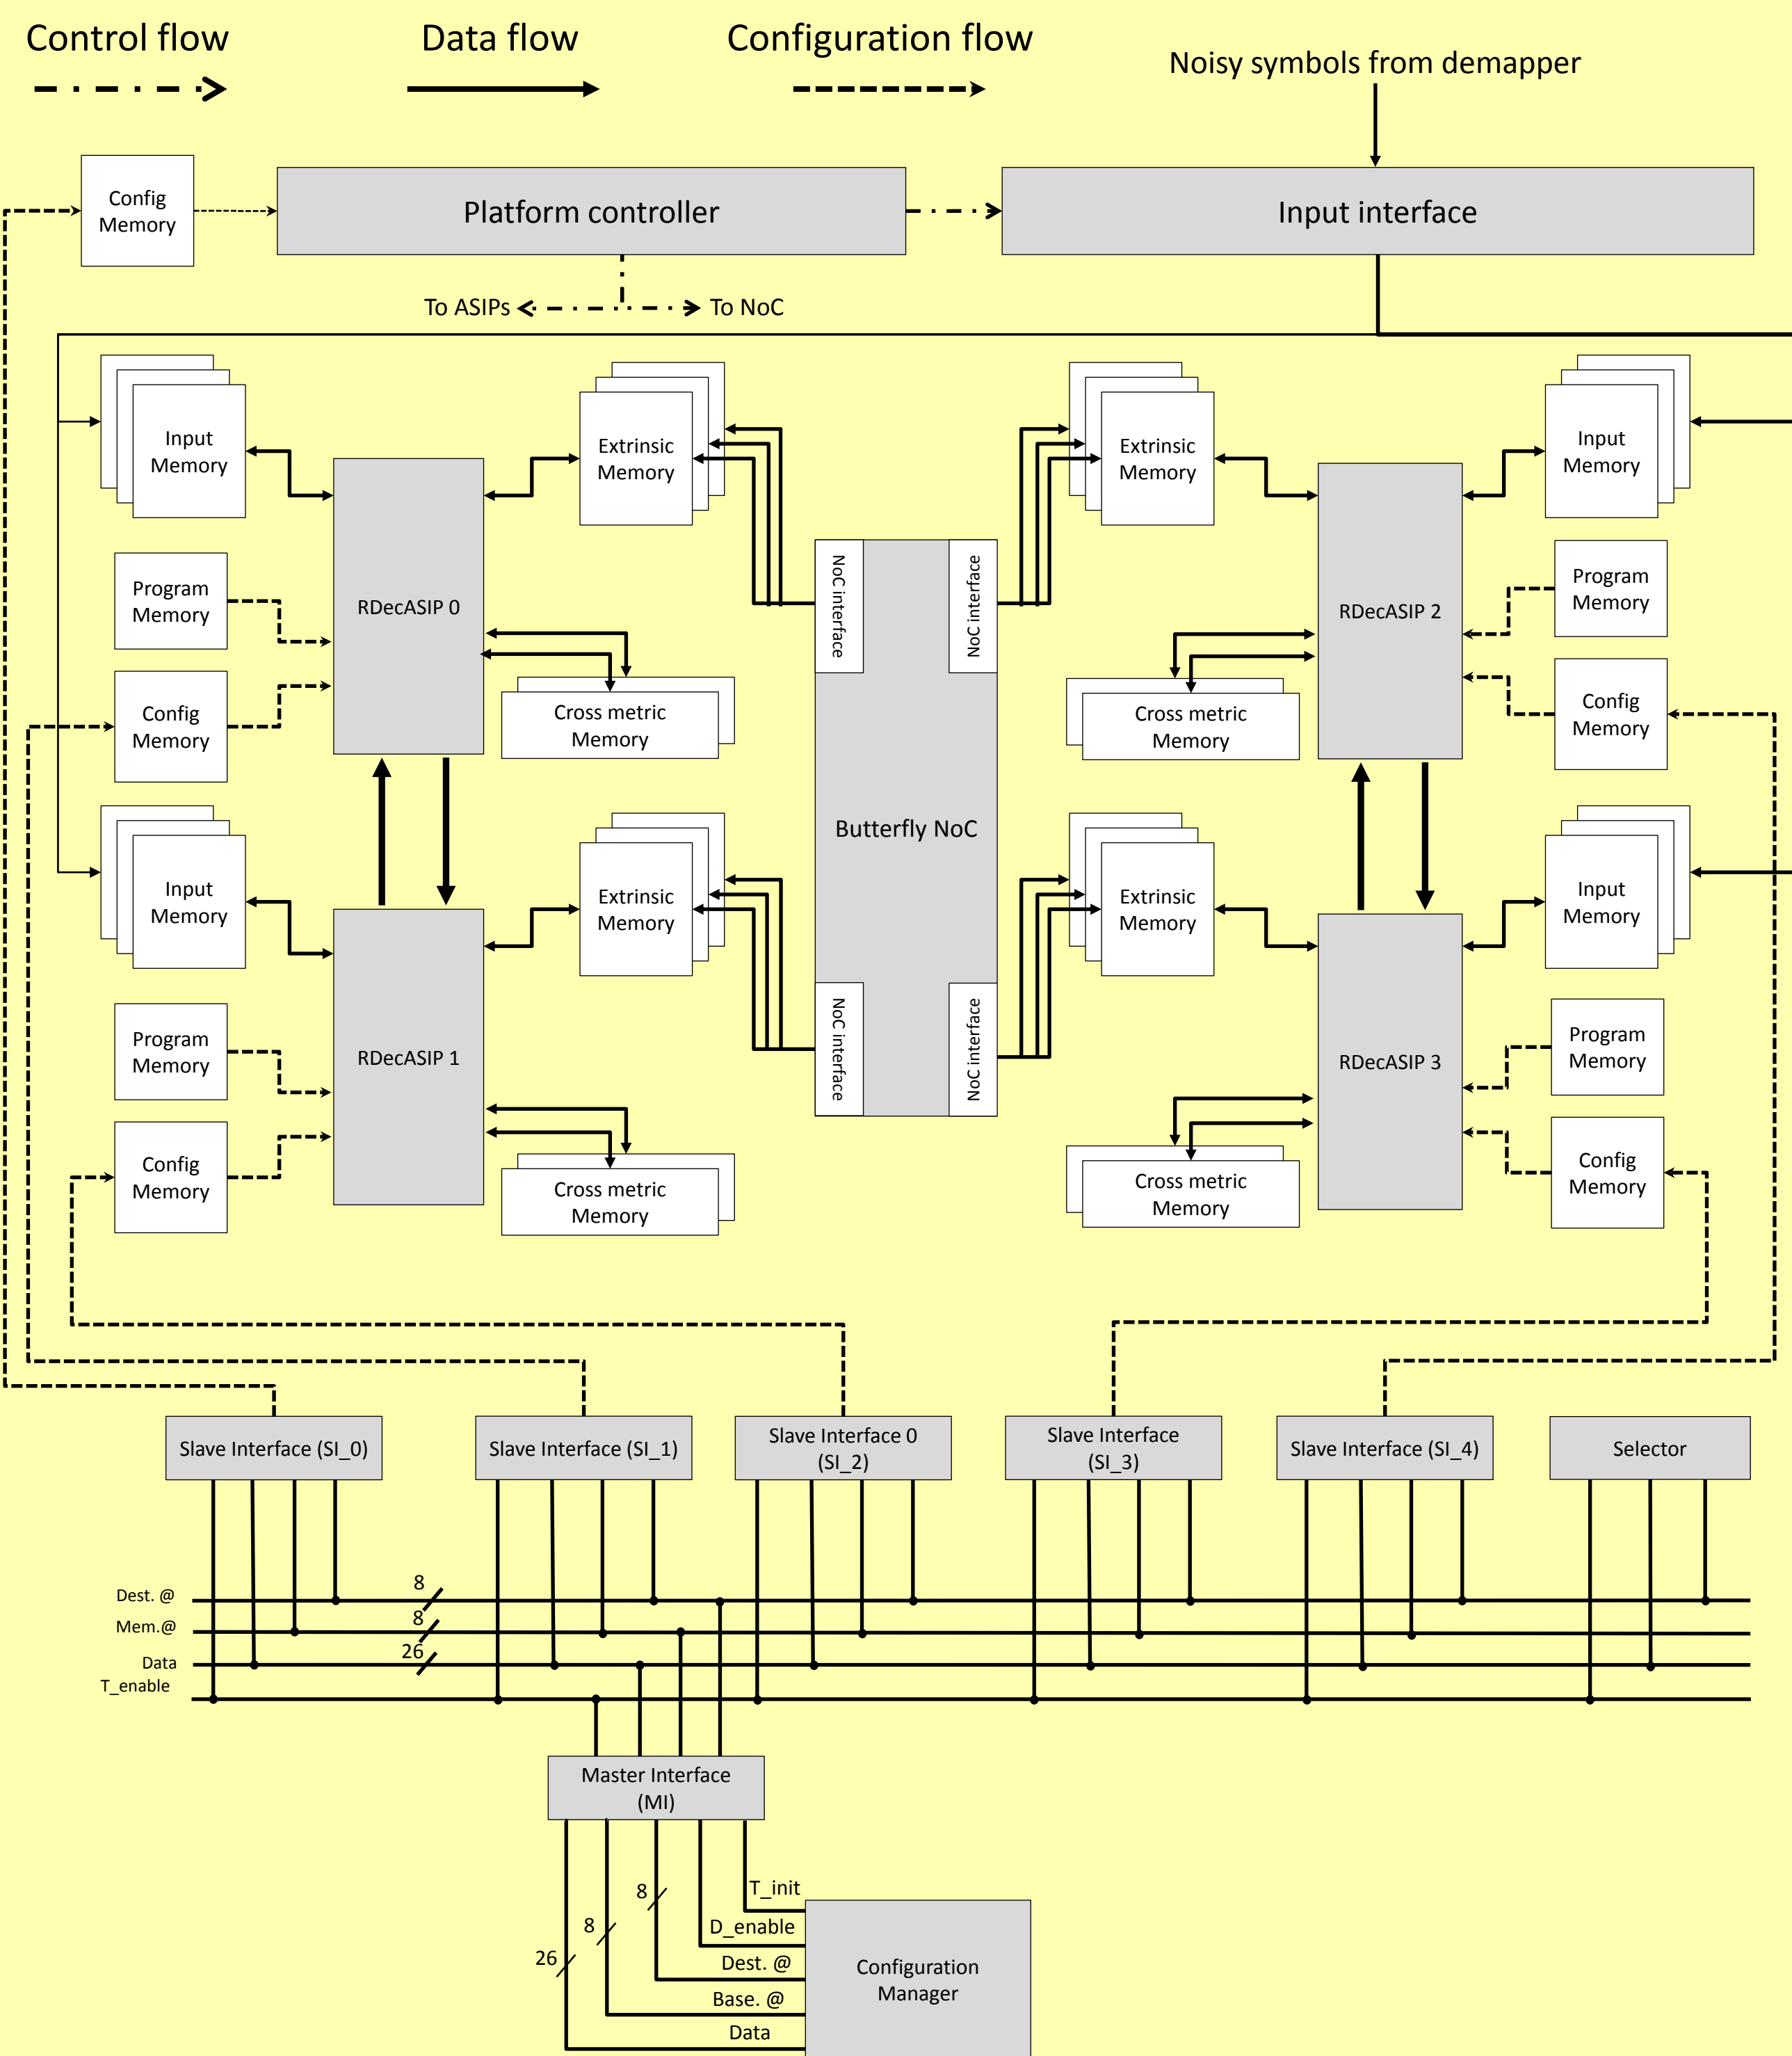 Control flow
Data flow
Configuration flow
Noisy symbols from demapper
Config
Memory
Platform controller
Input interface
To ASIPs
To NoC
Input
Memory
Extrinsic
Memory
Extrinsic
Memory
Input
Memory
Program
Memory
RDecASIP 0
NoC interface
NoC interface
RDecASIP 2
Program
Memory
Config
Memory
Cross metric
Memory
Cross metric
Memory
Config
Memory
Butterfly NoC
Input
Memory
Extrinsic
Memory
Extrinsic
Memory
Input
Memory
Program
Memory
RDecASIP 1
NoC interface
NoC interface
RDecASIP 3
Program
Memory
Config
Memory
Cross metric
Memory
Cross metric
Memory
Config
Memory
Slave Interface (SI_0)
Slave Interface (SI_1)
Slave Interface 0
(SI_2)
Slave Interface
(SI_3)
Slave Interface (SI_4)
Selector
Dest. @
8
Mem.@
8
Data
26
T_enable
Master Interface
(MI)
8
T_init
8
D_enable
26
Dest. @
Base. @
Data
Configuration
Manager